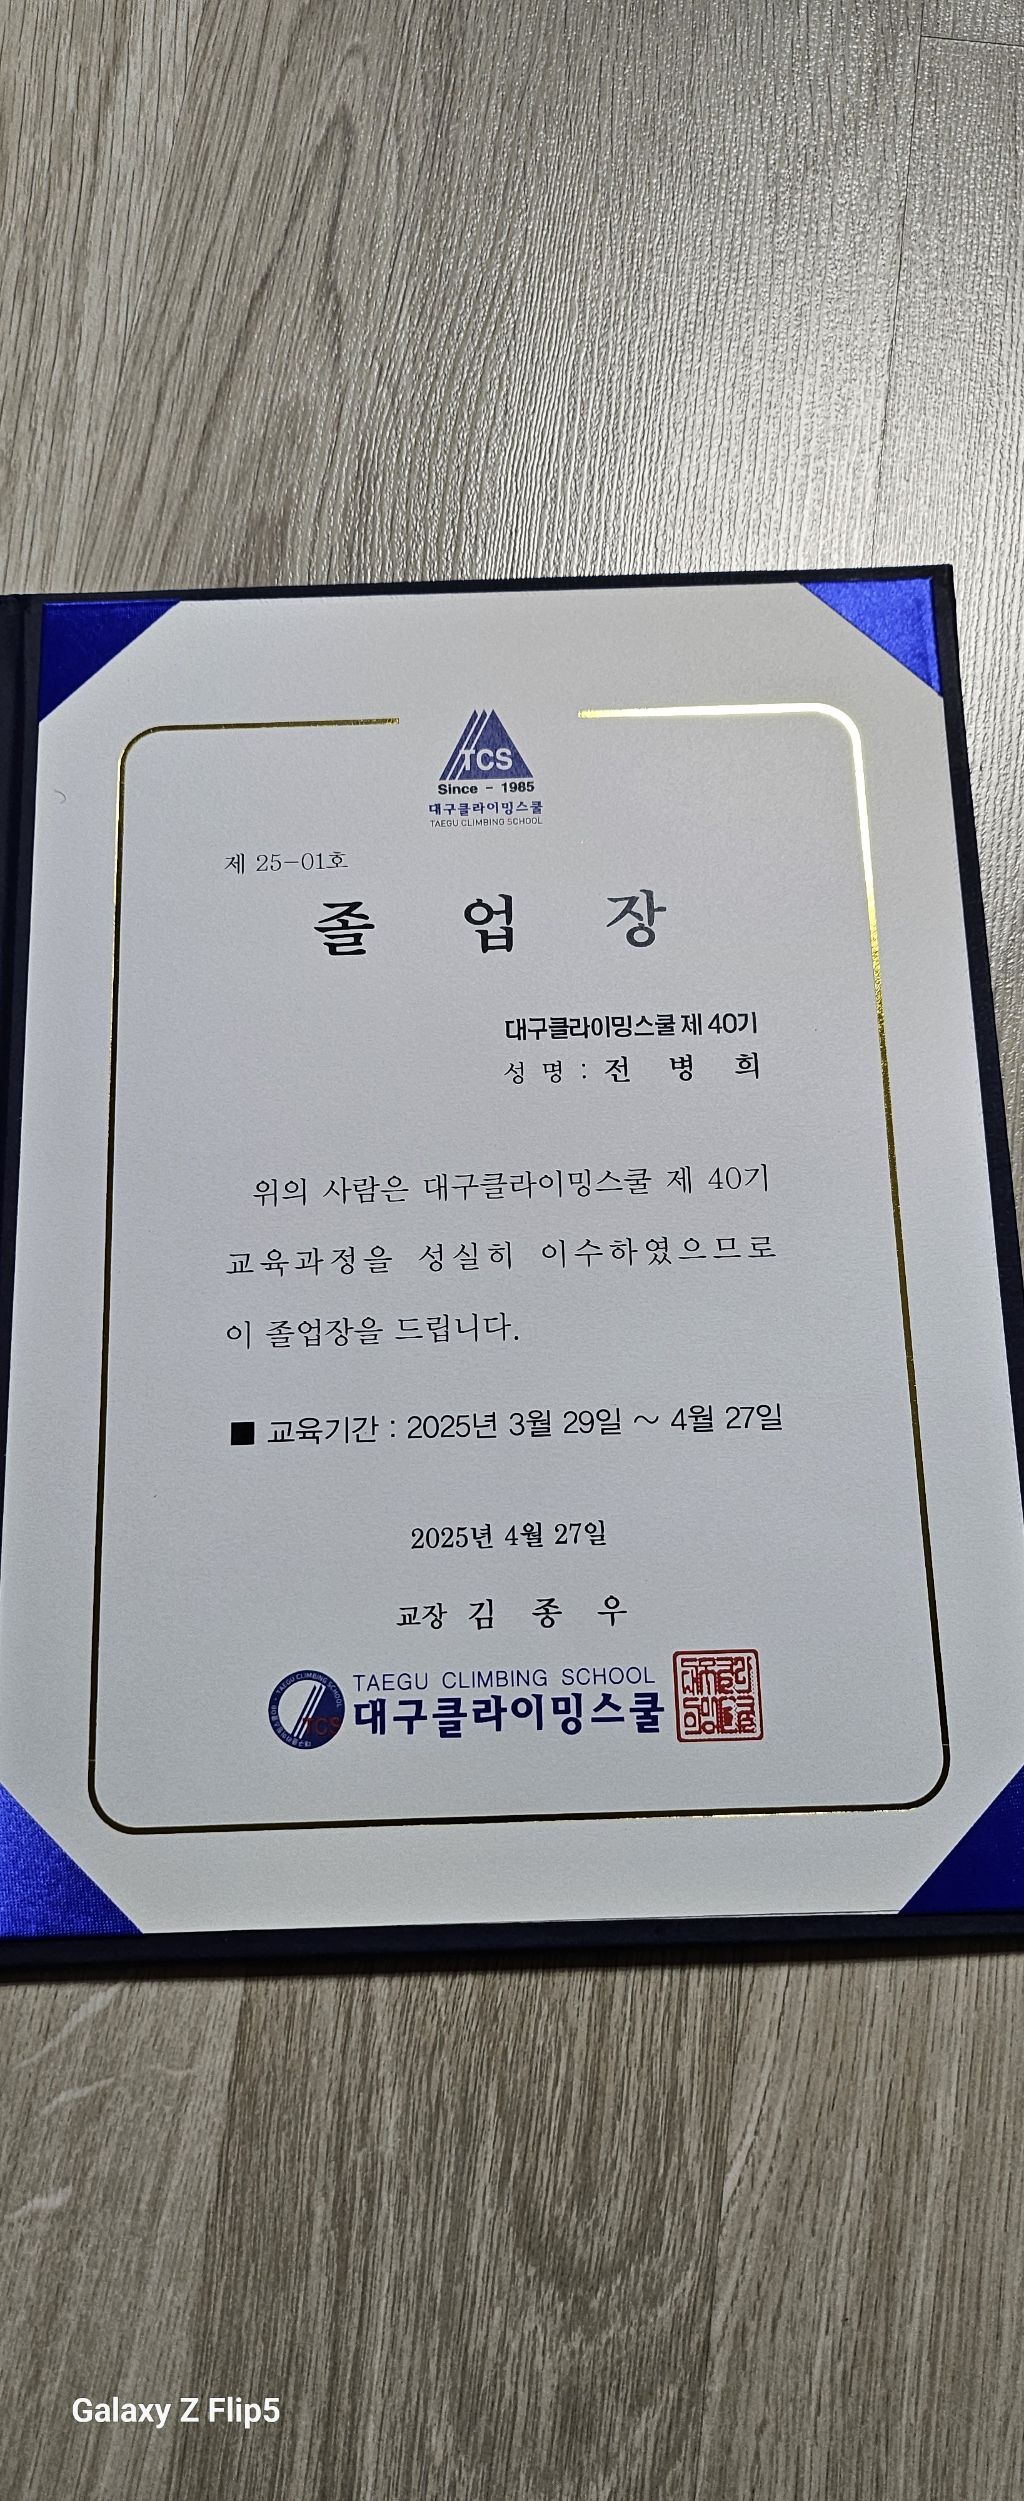 TCS
Since - 1985
대구클라이밍스쿨
TAEGU CLIMBING SCHOOL
제 25-01호
졸 업 장
대구클라이밍스쿨 제 40기
성 명 : 전 병 희
위의 사람은 대구클라이밍스쿨 제 40기
교육과정을 성실히 이수하였으므로
이 졸업장을 드립니다.
■ 교육기간 : 2025년 3월 29일 ~ 4월 27일
2025년 4월 27일
교장 김 종 우
TAEGU CLIMBING SCHOOL
대구클라이밍스쿨
TCS
Galaxy Z Flip5